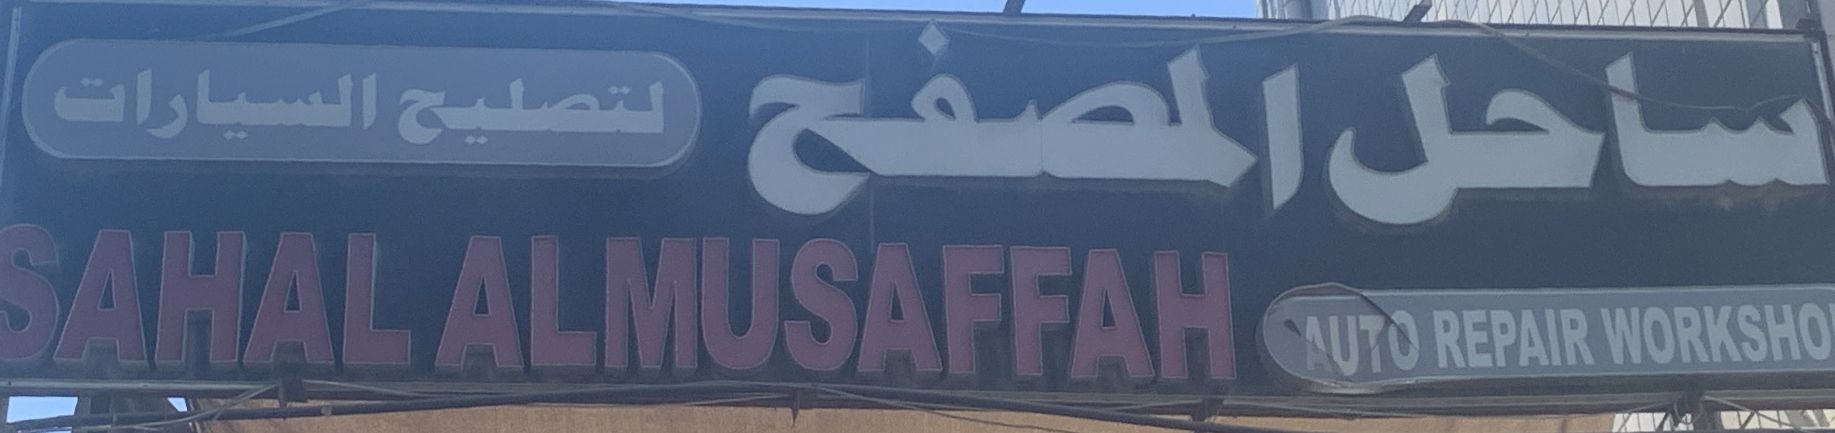 ساحل المصفح لتصليح السيارات
SAHAL ALMUSAFFAH AUTO REPAIR WORKSHO